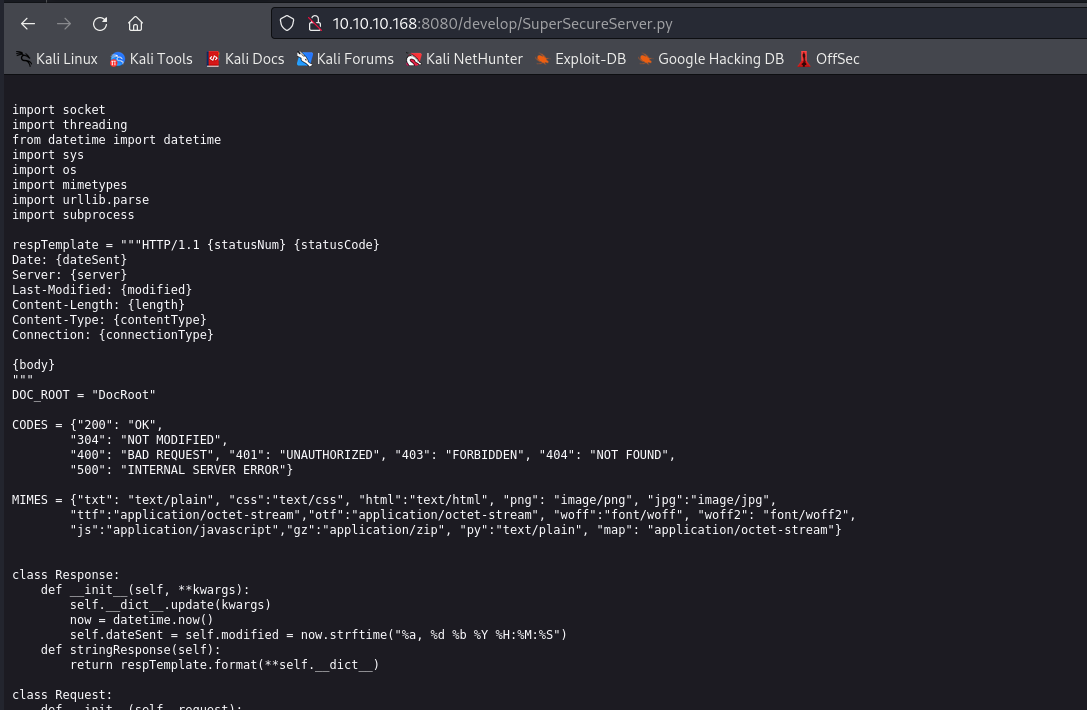 10.10.10.168:8080/develop/SuperSecureServer.py
Kali Linux Kali Tools Kali Docs Kali Forums Kali NetHunter Exploit-DB Google Hacking DB OffSec
import socket
import threading
from datetime import datetime
import sys
import os
import mimetypes
import urllib.parse
import subprocess
respTemplate = """HTTP/1.1 {statusNum} {statusCode}
Date: {dateSent}
Server: {server}
Last-Modified: {modified}
Content-Length: {length}
Content-Type: {contentType}
Connection: {connectionType}
{body}
"""
DOC_ROOT = "DocRoot"
CODES = {"200": "OK",
        "304": "NOT MODIFIED",
        "400": "BAD REQUEST", "401": "UNAUTHORIZED", "403": "FORBIDDEN", "404": "NOT FOUND",
        "500": "INTERNAL SERVER ERROR"}
MIMES = {"txt": "text/plain", "css":"text/css", "html":"text/html", "png": "image/png", "jpg":"image/jpg",
        "ttf":"application/octet-stream","otf":"application/octet-stream", "woff":"font/woff", "woff2": "font/woff2",
        "js":"application/javascript","gz":"application/zip", "py":"text/plain", "map": "application/octet-stream"}
class Response:
    def __init__(self, **kwargs):
        self.__dict__.update(kwargs)
        now = datetime.now()
        self.dateSent = self.modified = now.strftime("%a, %d %b %Y %H:%M:%S")
    def stringResponse(self):
        return respTemplate.format(**self.__dict__)
class Request:
    def __init__(self, request):